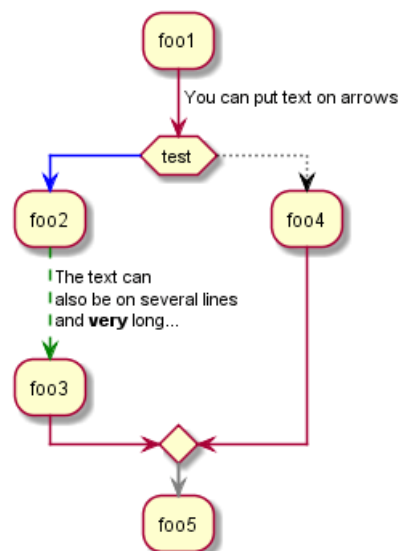 foo1
You can put text on arrows
test
foo2
foo4
The text can
also be on several lines
and very long...
foo3
foo5